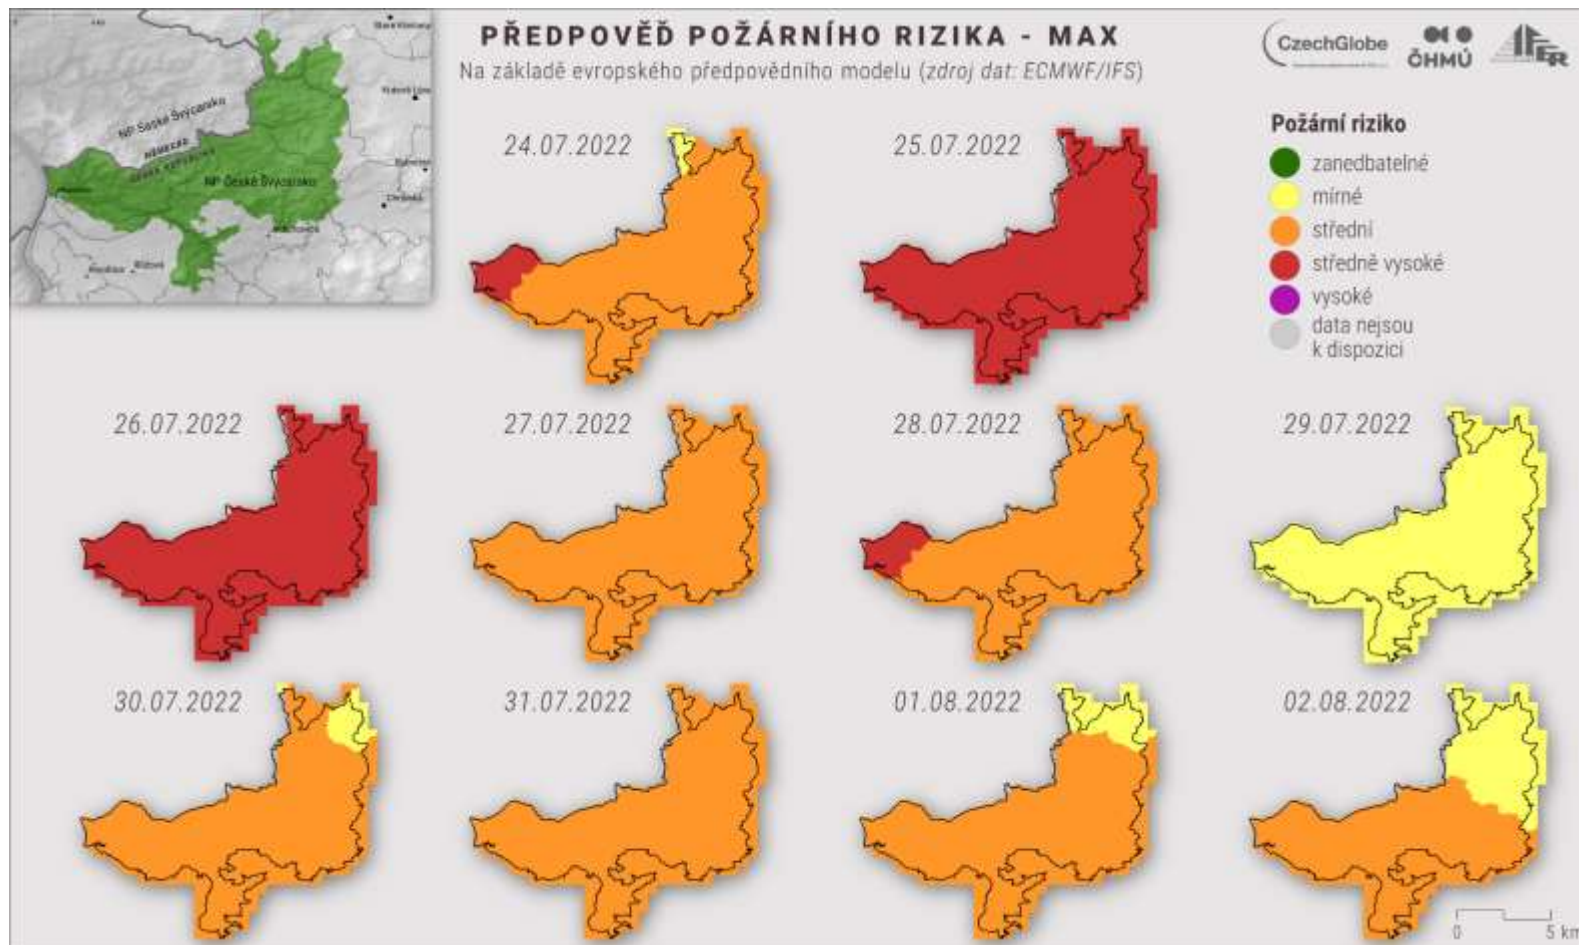 PŘEDPOVĚĎ POŽÁRNÍHO RIZIKA - MAX
Na základě evropského předpovědního modelu (zdroj dat: ECMWF/IFS)
CzechGlobe
ČHMÚ
IFER
NP Saské Švýcarsko
NĚMECKO
ČESKÁ REPUBLIKA
NP České Švýcarsko
24.07.2022
25.07.2022
Požární riziko
zanedbatelné
mírné
střední
středně vysoké
vysoké
data nejsou
k dispozici
26.07.2022
27.07.2022
28.07.2022
29.07.2022
30.07.2022
31.07.2022
01.08.2022
02.08.2022
0 5 km